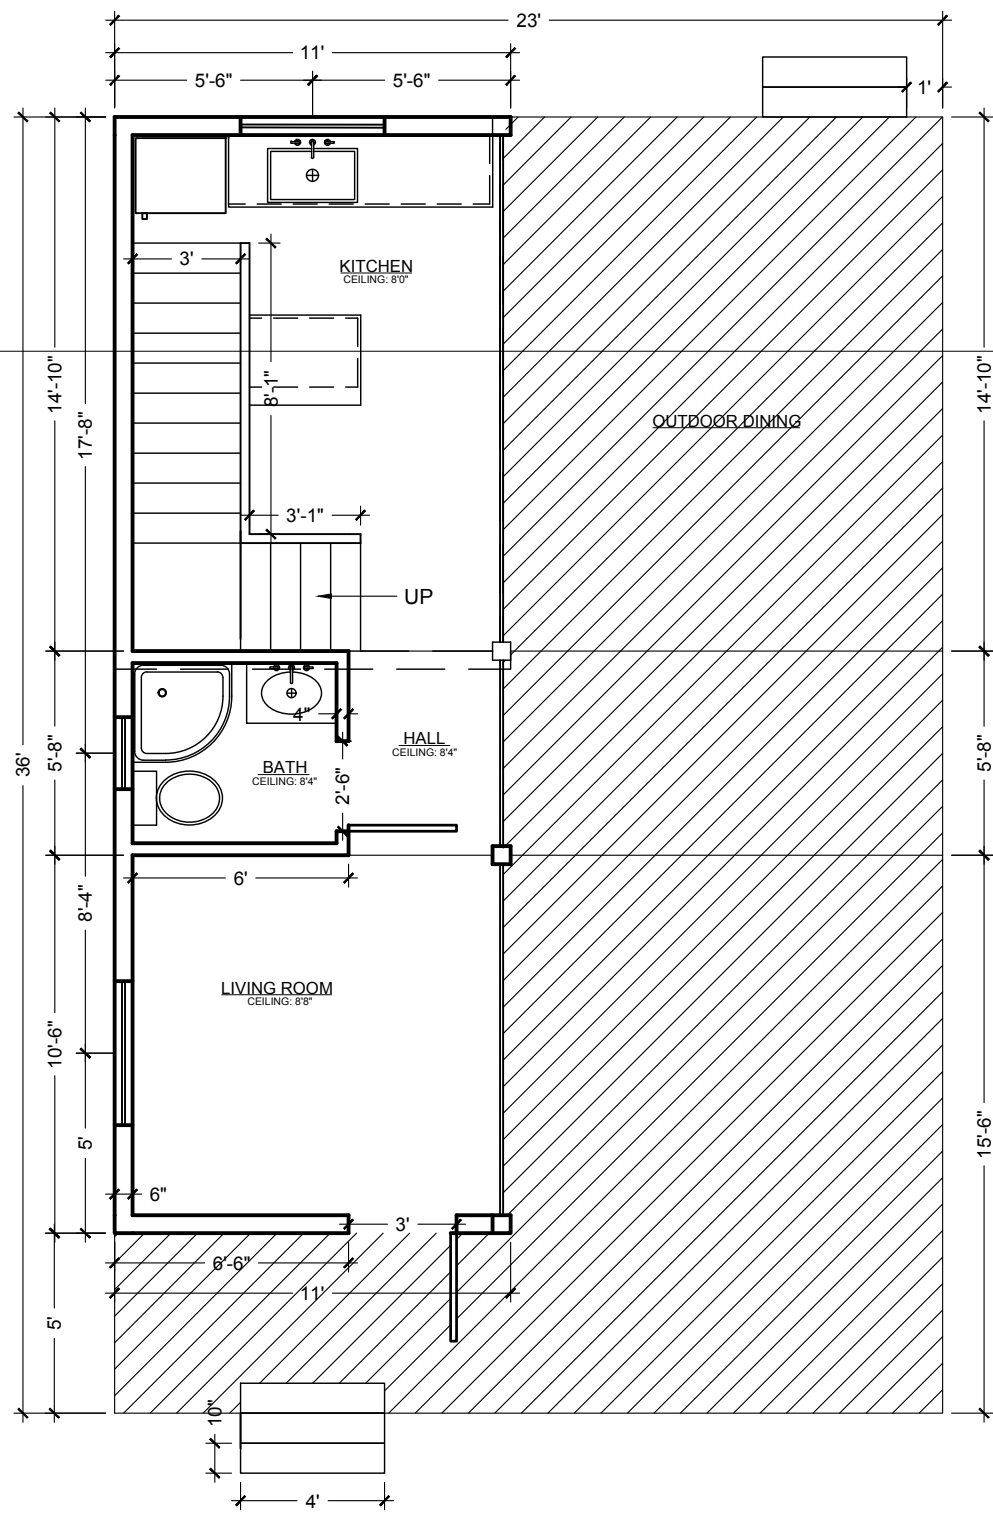 23'
11'
5'-6" 5'-6"
1'
3'
KITCHEN
CEILING: 8'0"
14'-10"
17'-8"
8'-1"
14'-10"
OUTDOOR DINING
3'-1"
UP
4"
HALL
CEILING: 8'4"
BATH
CEILING: 8'4"
36'
5'-8"
2'-6"
5'-8"
6'
8'-4"
LIVING ROOM
CEILING: 8'8"
10'-6"
5'
15'-6"
6"
3'
6'-6"
11'
5'
10"
4'